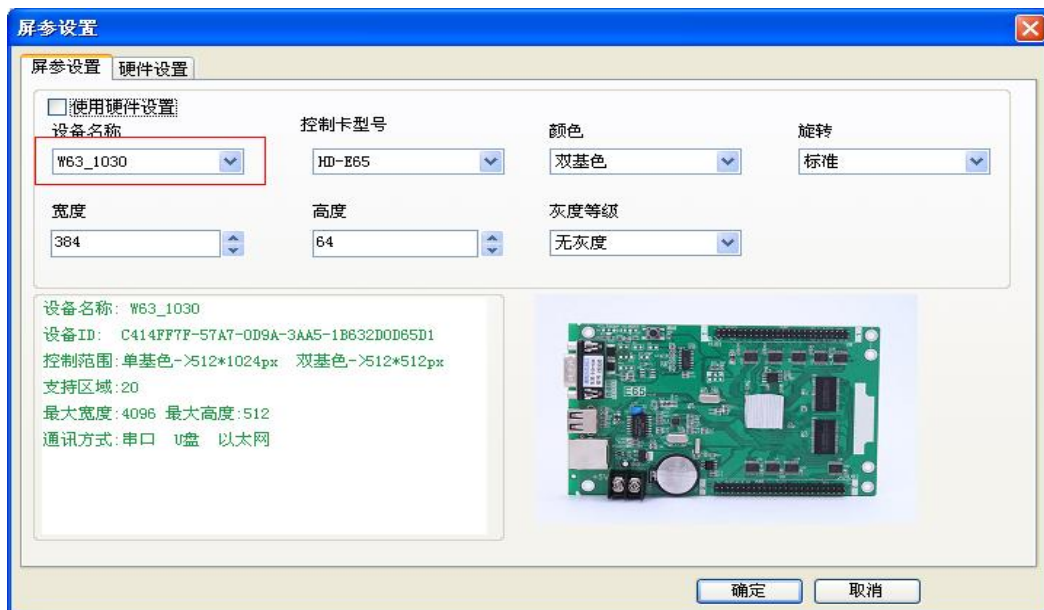 屏参设置
屏参设置 硬件设置
使用硬件设置
设备名称 控制卡型号 颜色 旋转
W63_1030 HD-E65 双基色 标准
宽度 高度 灰度等级
384 64 无灰度
设备名称: W63_1030
设备ID: C414FF7F-57A7-0D9A-3AA5-1B632D0D65D1
控制范围:单基色->512*1024px 双基色->512*512px
支持区域:20
最大宽度:4096 最大高度:512
通讯方式:串口 U盘 以太网
E65
+5V
确定 取消